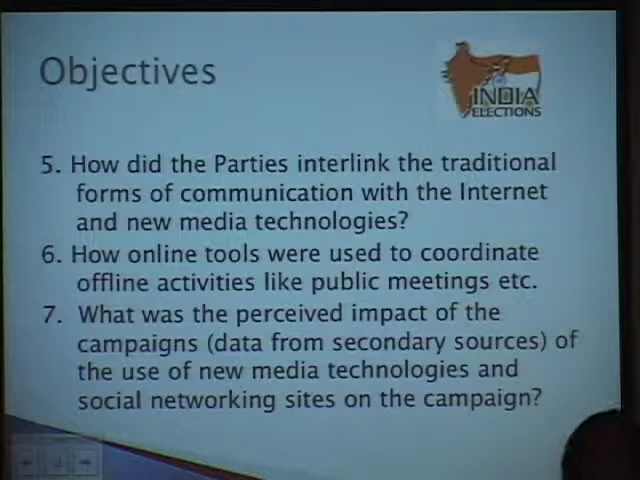 Objectives
INDIA
ELECTIONS
5. How did the Parties interlink the traditional
forms of communication with the Internet
and new media technologies?
6. How online tools were used to coordinate
offline activities like public meetings etc.
7. What was the perceived impact of the
campaigns (data from secondary sources) of
the use of new media technologies and
social networking sites on the campaign?